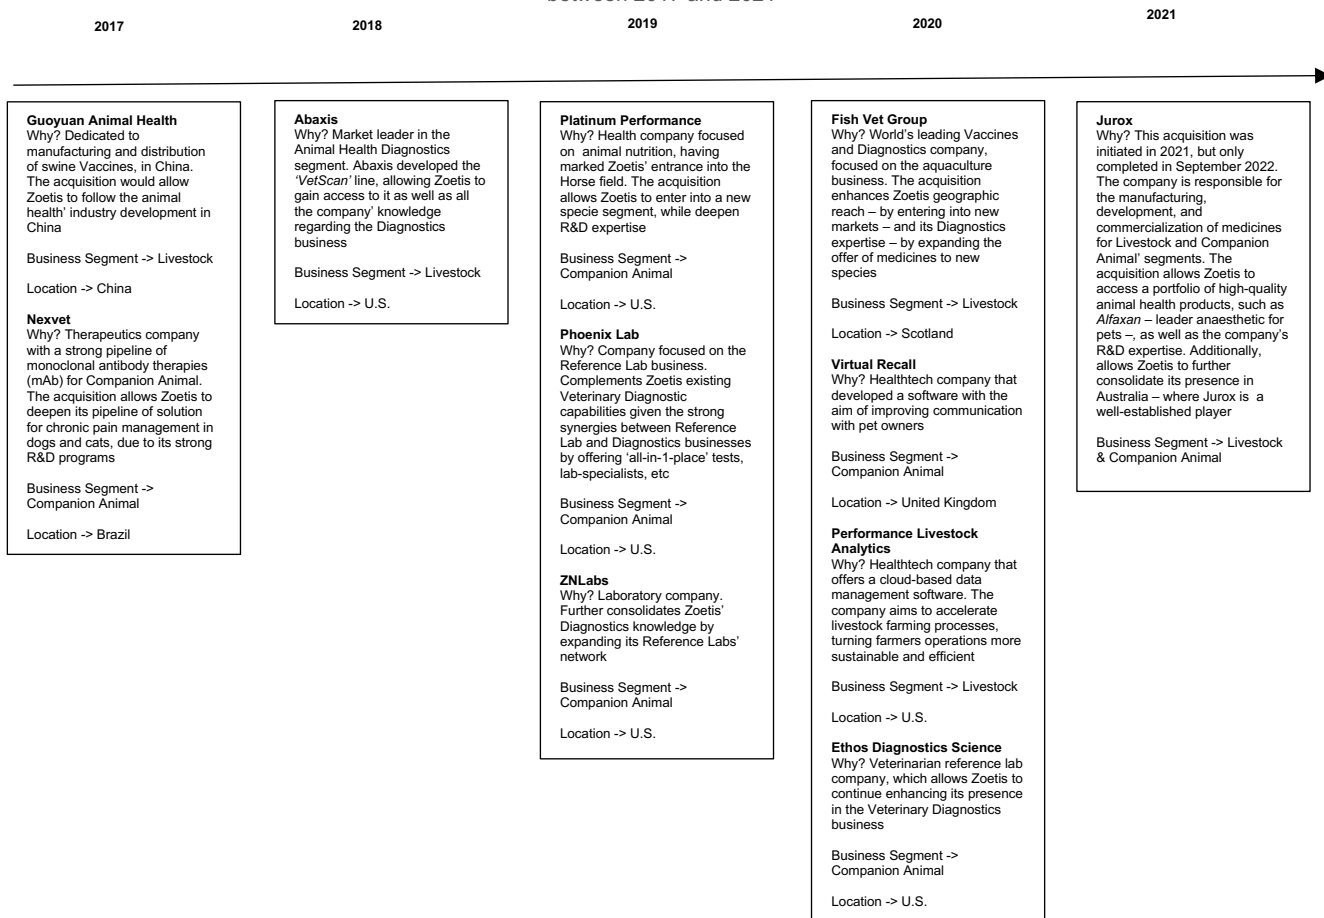 between 2017 and 2021
2017
2018
2019
2020
2021
Guoyuan Animal Health
Why? Dedicated to
manufacturing and distribution
of swine Vaccines, in China.
The acquisition would allow
Zoetis to follow the animal
health' industry development in
China
Business Segment -> Livestock
Location -> China
Nexvet
Why? Therapeutics company
with a strong pipeline of
monoclonal antibody therapies
(mAb) for Companion Animal.
The acquisition allows Zoetis to
deepen its pipeline of solution
for chronic pain management in
dogs and cats, due to its strong
R&D programs
Business Segment ->
Companion Animal
Location -> Brazil
Abaxis
Why? Market leader in the
Animal Health Diagnostics
segment. Abaxis developed the
'VetScan' line, allowing Zoetis to
gain access to it as well as all
the company' knowledge
regarding the Diagnostics
business
Business Segment -> Livestock
Location -> U.S.
Platinum Performance
Why? Health company focused
on animal nutrition, having
marked Zoetis' entrance into the
Horse field. The acquisition
allows Zoetis to enter into a new
specie segment, while deepen
R&D expertise
Business Segment ->
Companion Animal
Location -> U.S.
Phoenix Lab
Why? Company focused on the
Reference Lab business.
Complements Zoetis existing
Veterinary Diagnostic
capabilities given the strong
synergies between Reference
Lab and Diagnostics businesses
by offering 'all-in-1-place' tests,
lab-specialists, etc
Business Segment ->
Companion Animal
Location -> U.S.
ZNLabs
Why? Laboratory company.
Further consolidates Zoetis'
Diagnostics knowledge by
expanding its Reference Labs'
network
Business Segment ->
Companion Animal
Location -> U.S.
Fish Vet Group
Why? World's leading Vaccines
and Diagnostics company,
focused on the aquaculture
business. The acquisition
enhances Zoetis geographic
reach – by entering into new
markets – and its Diagnostics
expertise – by expanding the
offer of medicines to new
species
Business Segment -> Livestock
Location -> Scotland
Virtual Recall
Why? Healthtech company that
developed a software with the
aim of improving communication
with pet owners
Business Segment ->
Companion Animal
Location -> United Kingdom
Performance Livestock
Analytics
Why? Healthtech company that
offers a cloud-based data
management software. The
company aims to accelerate
livestock farming processes,
turning farmers operations more
sustainable and efficient
Business Segment -> Livestock
Location -> U.S.
Ethos Diagnostics Science
Why? Veterinarian reference lab
company, which allows Zoetis to
continue enhancing its presence
in the Veterinary Diagnostics
business
Business Segment ->
Companion Animal
Location -> U.S.
Jurox
Why? This acquisition was
initiated in 2021, but only
completed in September 2022.
The company is responsible for
the manufacturing,
development, and
commercialization of medicines
for Livestock and Companion
Animal' segments. The
acquisition allows Zoetis to
access a portfolio of high-quality
animal health products, such as
Alfaxan – leader anaesthetic for
pets –, as well as the company's
R&D expertise. Additionally,
allows Zoetis to further
consolidate its presence in
Australia – where Jurox is a
well-established player
Business Segment -> Livestock
& Companion Animal